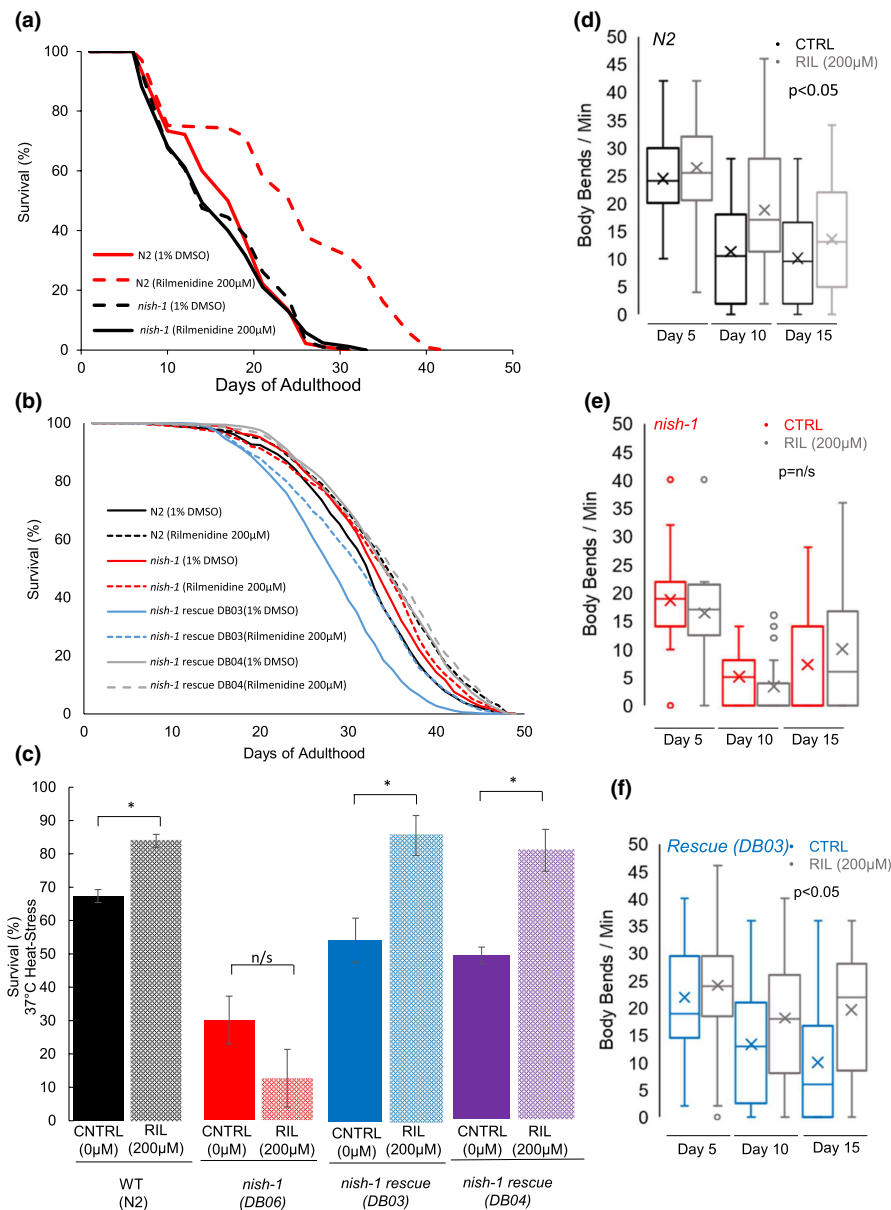 (a)
100
80
60
40
20
0
Survival (%)
N2 (1% DMSO)
N2 (Rilmenidine 200μM)
nish-1 (1% DMSO)
nish-1 (Rilmenidine 200μM)
0 10 20 30 40 50
Days of Adulthood
(b)
100
80
60
40
20
0
Survival (%)
N2 (1% DMSO)
N2 (Rilmenidine 200μM)
nish-1 (1% DMSO)
nish-1 (Rilmenidine 200μM)
nish-1 rescue DB03(1% DMSO)
nish-1 rescue DB03(Rilmenidine 200μM)
nish-1 rescue DB04(1% DMSO)
nish-1 rescue DB04(Rilmenidine 200μM)
0 10 20 30 40 50
Days of Adulthood
(c)
100
90
80
70
60
50
40
30
20
10
0
Survival (%)
37°C Heat-Stress
*
n/s
*
*
CNTRL RIL CNTRL RIL CNTRL RIL CNTRL RIL
(0μM) (200μM) (0μM) (200μM) (0μM) (200μM) (0μM) (200μM)
WT nish-1 nish-1 rescue nish-1 rescue
(N2) (DB06) (DB03) (DB04)
(d)
50
45
40
35
30
25
20
15
10
5
0
Body Bends / Min
N2
CTRL
RIL (200μM)
p<0.05
Day 5 Day 10 Day 15
(e)
50
45
40
35
30
25
20
15
10
5
0
Body Bends / Min
nish-1
CTRL
RIL (200μM)
p=n/s
Day 5 Day 10 Day 15
(f)
50
45
40
35
30
25
20
15
10
5
0
Body Bends / Min
Rescue (DB03)
CTRL
RIL (200μM)
p<0.05
Day 5 Day 10 Day 15